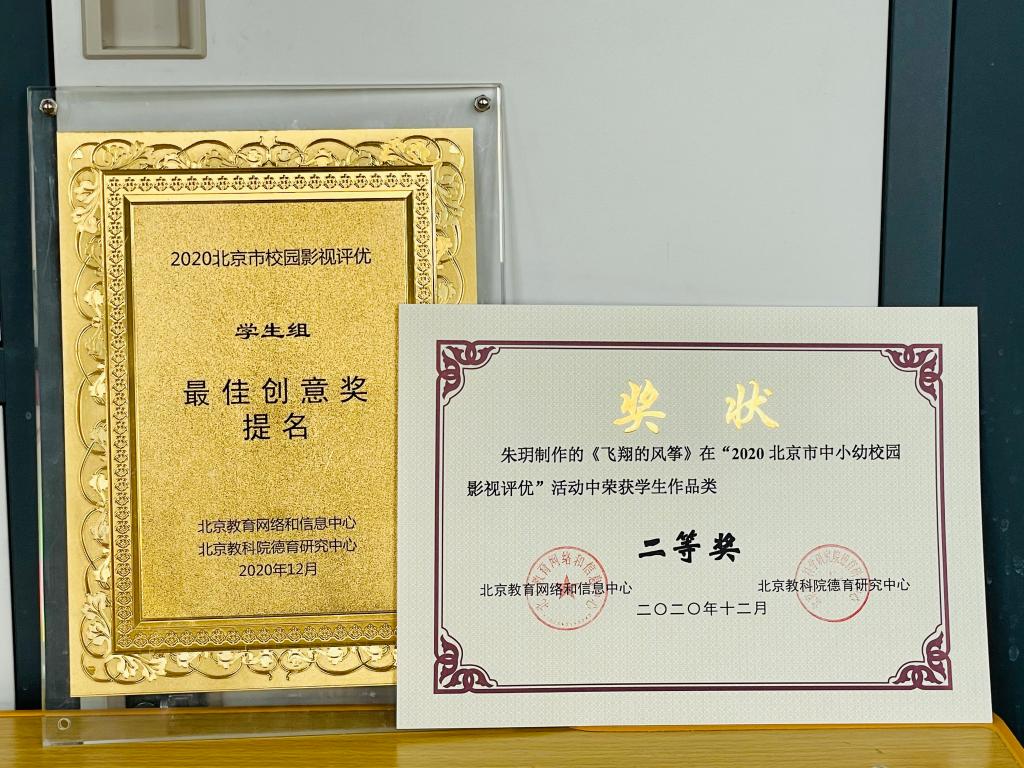 2020北京市校园影视评优
学生组
最佳创意奖
提名
北京教育网络和信息中心
北京教科院德育研究中心
2020年12月
奖状
朱玥制作的《飞翔的风筝》在“2020北京市中小幼校园
影视评优”活动中荣获学生作品类
二等奖
北京教育网络和信息中心
北京教科院德育研究中心
二〇二〇年十二月